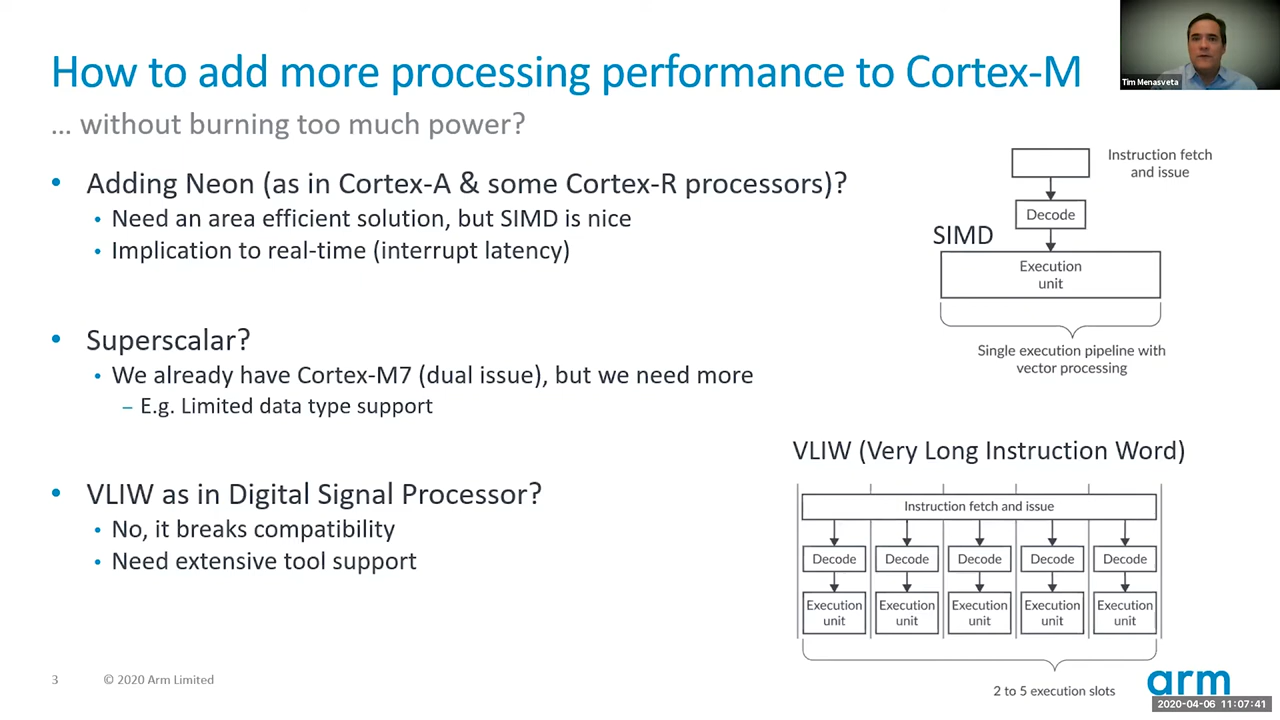 How to add more processing performance to Cortex-M
... without burning too much power?
• Adding Neon (as in Cortex-A & some Cortex-R processors)?
• Need an area efficient solution, but SIMD is nice
• Implication to real-time (interrupt latency)
• Superscalar?
• We already have Cortex-M7 (dual issue), but we need more
– E.g. Limited data type support
• VLIW as in Digital Signal Processor?
• No, it breaks compatibility
• Need extensive tool support
Tim Menasveta
Instruction fetch
and issue
Decode
SIMD
Execution
unit
Single execution pipeline with
vector processing
VLIW (Very Long Instruction Word)
Instruction fetch and issue
Decode Decode Decode Decode Decode
Execution Execution Execution Execution Execution
unit unit unit unit unit
2 to 5 execution slots
3 © 2020 Arm Limited
arm
2020-04-06 11:07:41